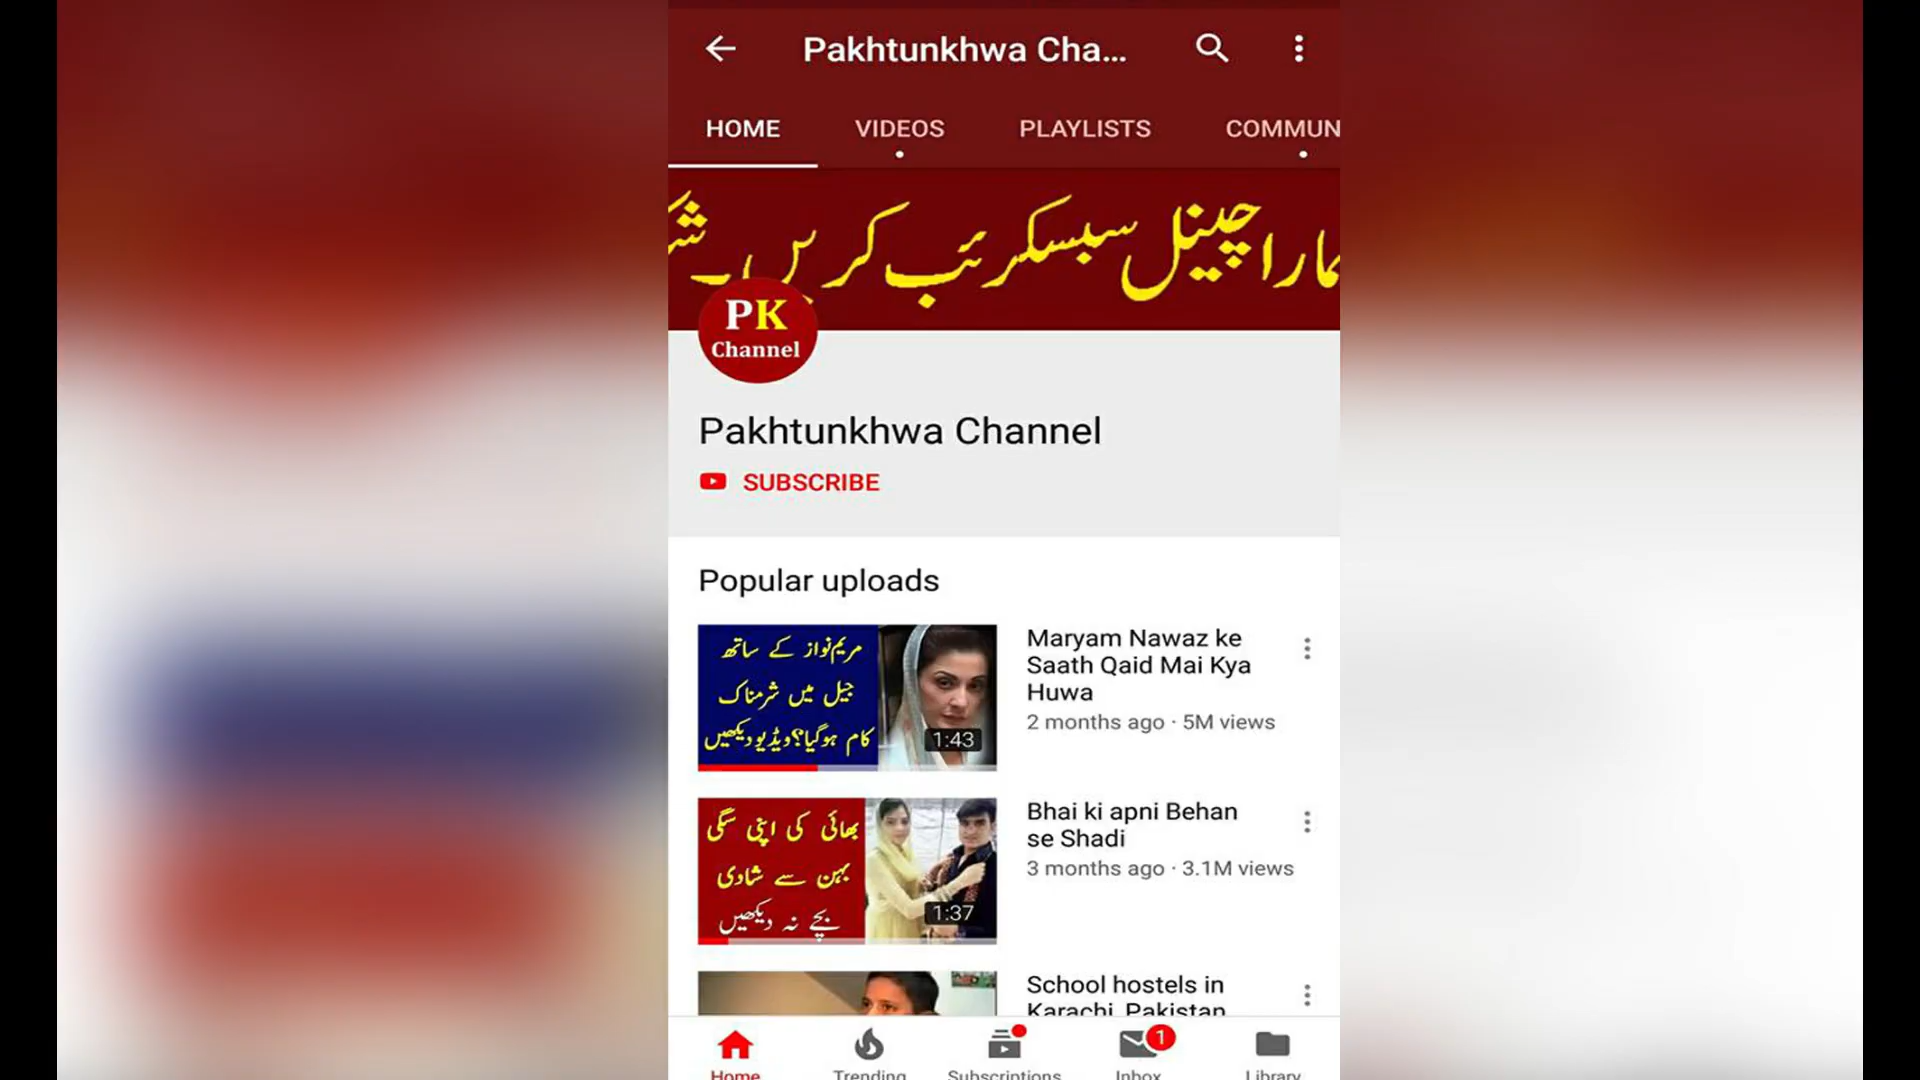 Pakhtunkhwa Cha...
HOME VIDEOS PLAYLISTS COMMUN
ہمارا چینل سبسکرئب کریں۔
PK
Channel
Pakhtunkhwa Channel
SUBSCRIBE
Popular uploads
مریم نواز کے ساتھ
جیل میں شرمناک
کام ہوگیا؟ ویڈیو دیکھیں
1:43
Maryam Nawaz ke
Saath Qaid Mai Kya
Huwa
2 months ago · 5M views
بھائی کی اپنی سگی
بہن سے شادی
بچے نہ دیکھیں
1:37
Bhai ki apni Behan
se Shadi
3 months ago · 3.1M views
School hostels in
Karachi, Pakistan
1
Home Trending Subscriptions Inbox Library